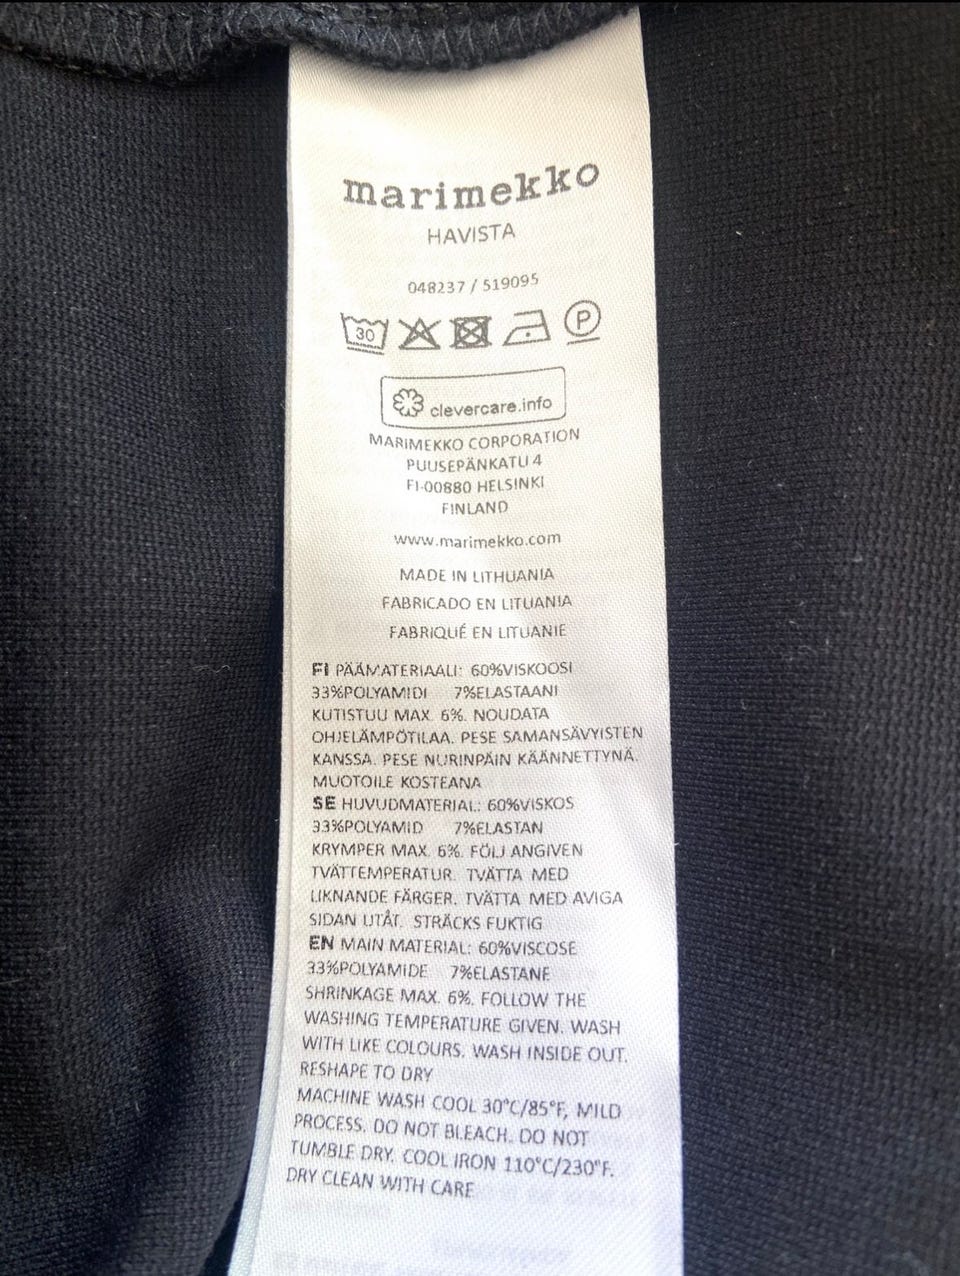 marimekko
HAVISTA
048237 / 519095
30 P
clevercare.info
MARIMEKKO CORPORATION
PUUSEPÄNKATU 4
FI-00880 HELSINKI
FINLAND
www.marimekko.com
MADE IN LITHUANIA
FABRICADO EN LITUANIA
FABRIQUÉ EN LITUANIE
FI PÄÄMATERIAALI: 60%VISKOOSI
33%POLYAMIDI 7%ELASTAANI
KUTISTUU MAX. 6%. NOUDATA
OHJELÄMPÖTILAA. PESE SAMANSÄVYISTEN
KANSSA. PESE NURINPÄIN KÄÄNNETTYNÄ.
MUOTOILE KOSTEANA
SE HUVUDMATERIAL: 60%VISKOS
33%POLYAMID 7%ELASTAN
KRYMPER MAX. 6%. FÖLJ ANGIVEN
TVÄTTEMPERATUR. TVÄTTA MED
LIKNANDE FÄRGER. TVÄTTA MED AVIGA
SIDAN UTÅT. STRÄCKS FUKTIG
EN MAIN MATERIAL: 60%VISCOSE
33%POLYAMIDE 7%ELASTANE
SHRINKAGE MAX. 6%. FOLLOW THE
WASHING TEMPERATURE GIVEN. WASH
WITH LIKE COLOURS. WASH INSIDE OUT.
RESHAPE TO DRY
MACHINE WASH COOL 30°C/85°F, MILD
PROCESS. DO NOT BLEACH. DO NOT
TUMBLE DRY. COOL IRON 110°C/230°F.
DRY CLEAN WITH CARE